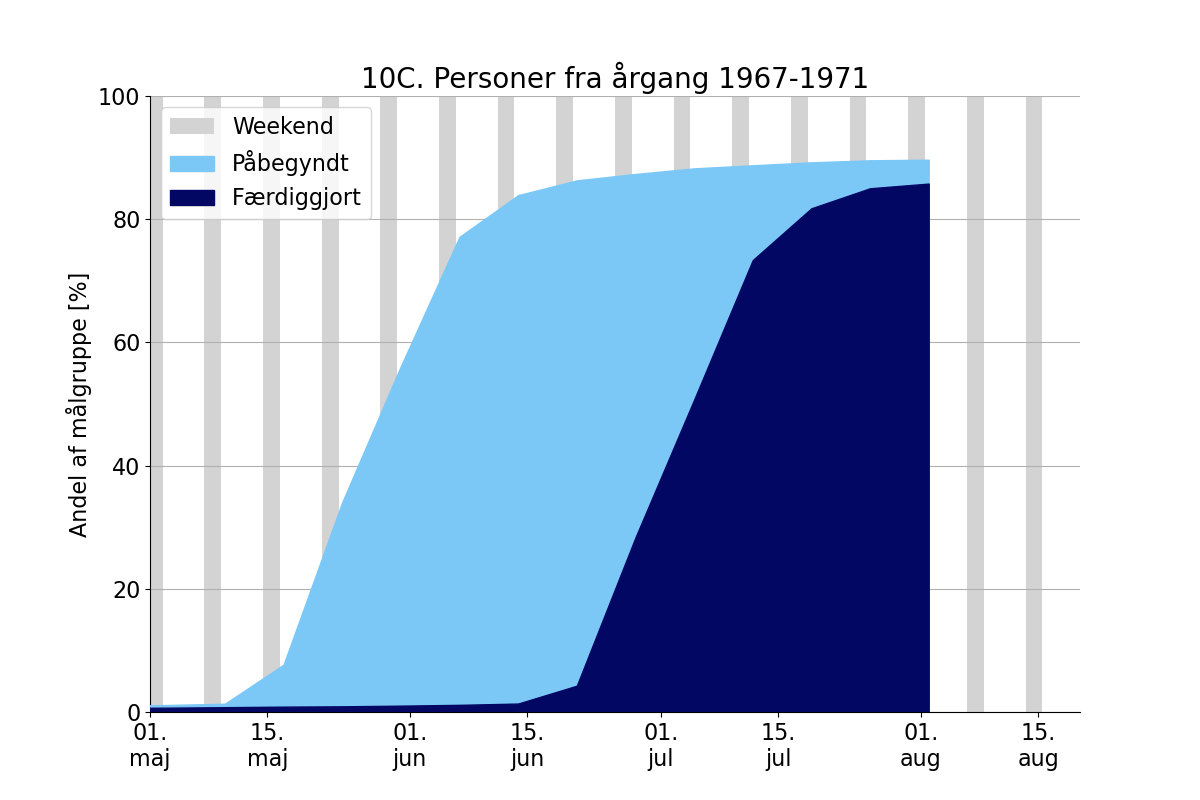 10C. Personer fra årgang 1967-1971
Weekend
Påbegyndt
Færdiggjort
Andel af målgruppe [%]
100
80
60
40
20
0
01. 15. 01. 15. 01. 15. 01. 15.
maj maj jun jun jul jul aug aug